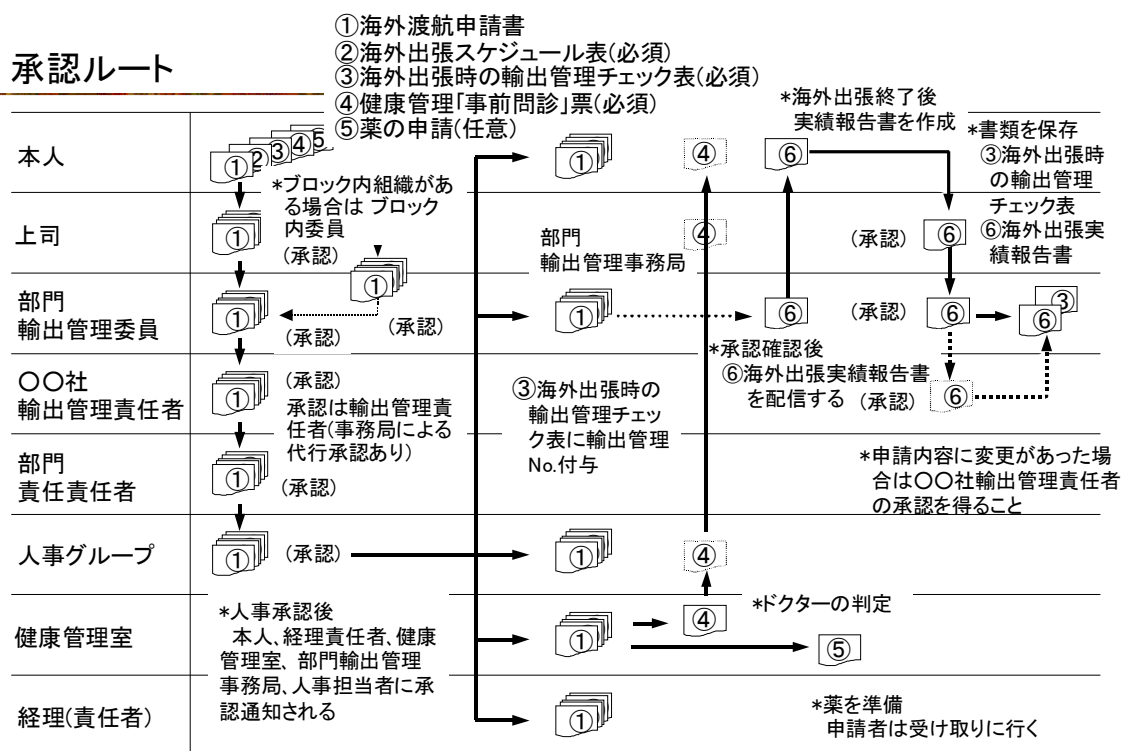 承認ルート
①海外渡航申請書
②海外出張スケジュール表(必須)
③海外出張時の輸出管理チェック表(必須)
④健康管理「事前問診」票(必須)
⑤薬の申請(任意)
本人
①②③④⑤
*ブロック内組織があ
る場合は ブロック
内委員
①
④
⑥
*海外出張終了後
実績報告書を作成
*書類を保存
③海外出張時
の輸出管理
チェック表
⑥海外出張実
績報告書
上司
①
(承認)
①
(承認)
部門
輸出管理事務局
④
(承認)
⑥
部門
輸出管理委員
①
(承認)
①
⑥
(承認)
⑥
⑥③
*承認確認後
⑥海外出張実績報告書
を配信する
(承認)
⑥
〇〇社
輸出管理責任者
①
(承認)
承認は輸出管理責
任者(事務局による
代行承認あり)
③海外出張時の
輸出管理チェッ
ク表に輸出管理
No.付与
部門
責任責任者
①
(承認)
*申請内容に変更があった場
合は〇〇社輸出管理責任者
の承認を得ること
人事グループ
①
(承認)
①
④
*人事承認後
本人、経理責任者、健康
管理室、部門輸出管理
事務局、人事担当者に承
認通知される
健康管理室
①
④
*ドクターの判定
⑤
経理(責任者)
①
*薬を準備
申請者は受け取りに行く